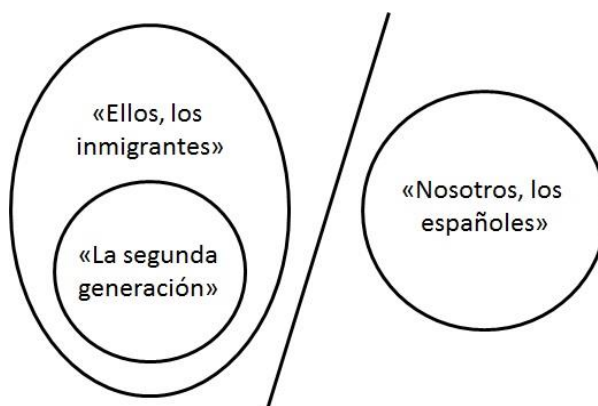 «Ellos, los
inmigrantes»
«La segunda
generación»
«Nosotros, los
españoles»